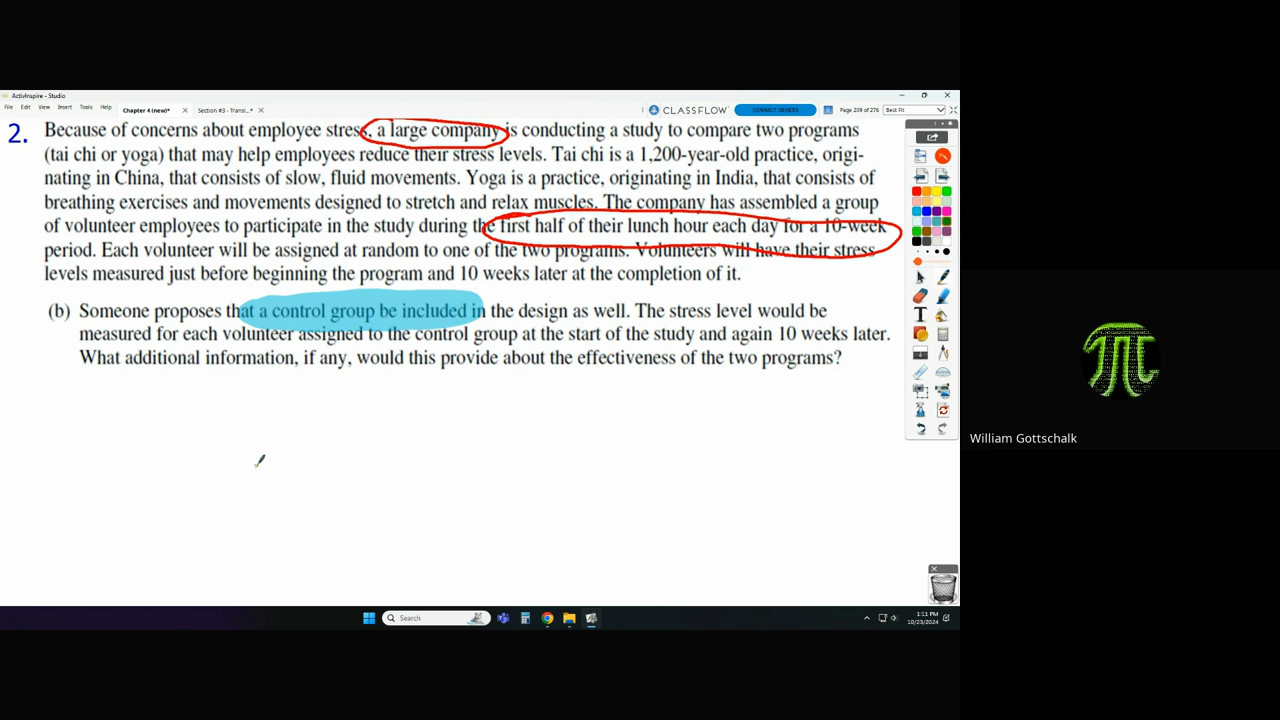 ActivInspire - Studio
File Edit View Insert Tools Help
Chapter 4 (new)* Section #3 - Transi...*
CLASSFLOW CONNECT DEVICES Page 209 of 276 Best Fit
2. Because of concerns about employee stress, a large company is conducting a study to compare two programs
(tai chi or yoga) that may help employees reduce their stress levels. Tai chi is a 1,200-year-old practice, origi-
nating in China, that consists of slow, fluid movements. Yoga is a practice, originating in India, that consists of
breathing exercises and movements designed to stretch and relax muscles. The company has assembled a group
of volunteer employees to participate in the study during the first half of their lunch hour each day for a 10-week
period. Each volunteer will be assigned at random to one of the two programs. Volunteers will have their stress
levels measured just before beginning the program and 10 weeks later at the completion of it.
(b) Someone proposes that a control group be included in the design as well. The stress level would be
measured for each volunteer assigned to the control group at the start of the study and again 10 weeks later.
What additional information, if any, would this provide about the effectiveness of the two programs?
William Gottschalk
Search
1:11 PM
10/23/2024